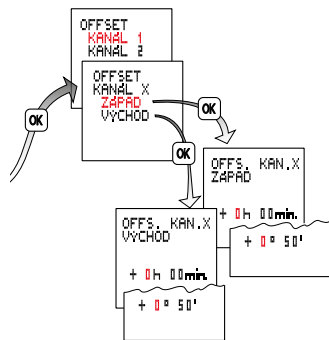 OFFSET
KANÁL 1
KANÁL 2
OFFSET
KANÁL X
ZÁPAD
VÝCHOD
OK
OK
OK
OFFS. KAN.X
ZÁPAD
+ 0h 00min.
+ 0° 50'
OFFS. KAN.X
VÝCHOD
+ 0h 00min.
+ 0° 50'